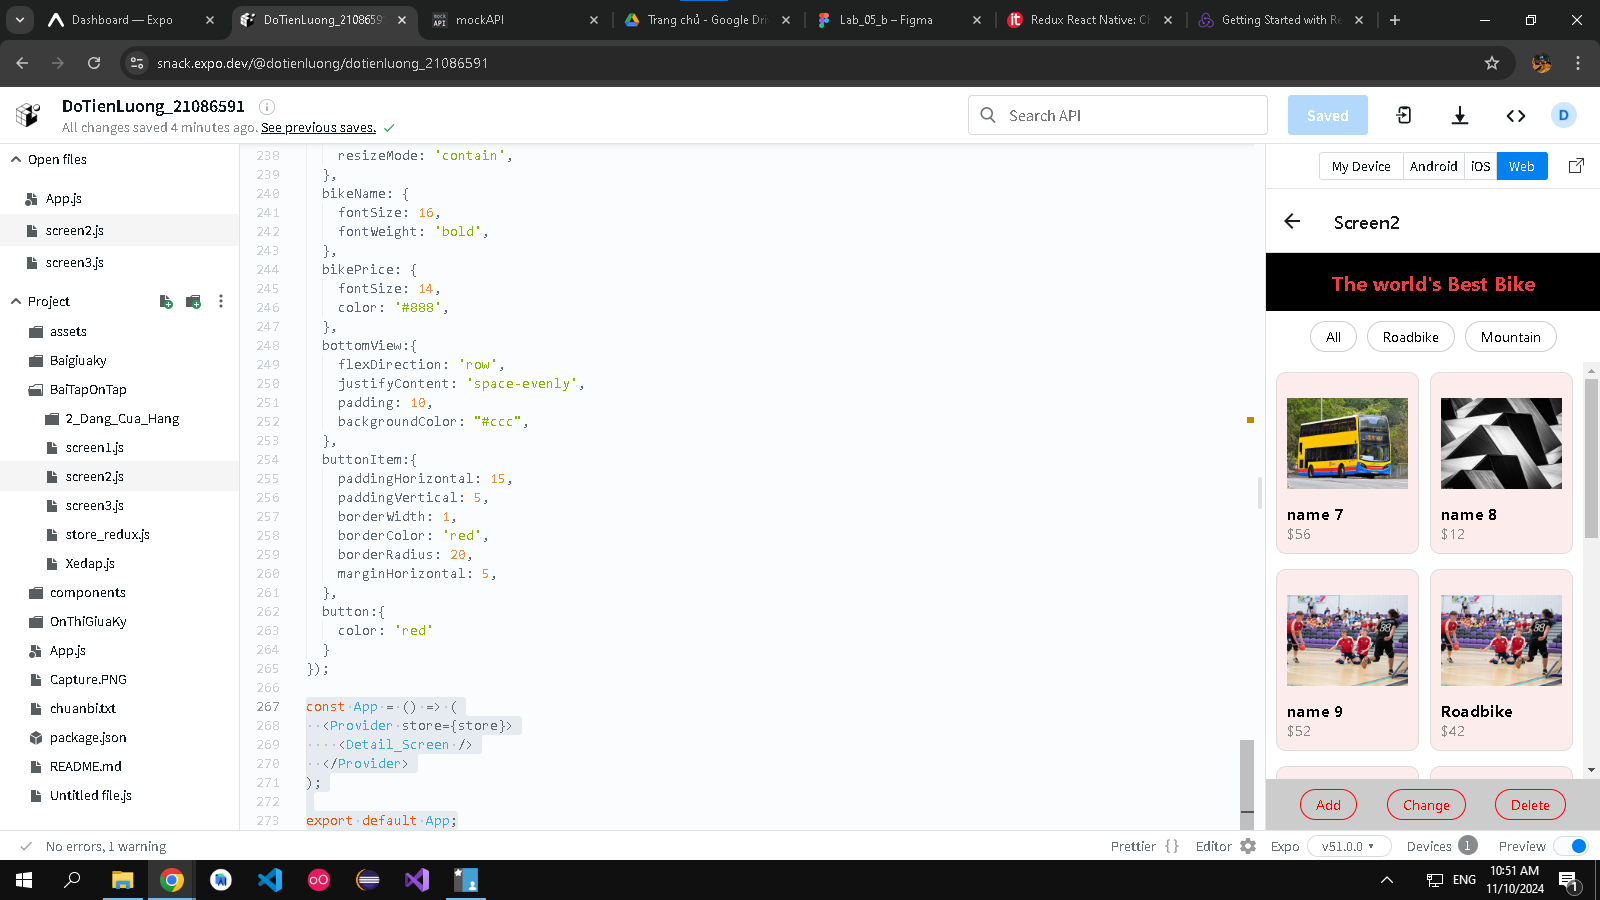 Dashboard — Expo
DoTienLuong_2108659
mockAPI
Trang chủ - Google Dri
Lab_05_b – Figma
Redux React Native: Ch
Getting Started with Re
snack.expo.dev/@dotienluong/dotienluong_21086591
DoTienLuong_21086591
All changes saved 4 minutes ago. See previous saves.
Search API
Saved
D
Open files
App.js
screen2.js
screen3.js
Project
assets
Baigiuaky
BaiTapOnTap
2_Dang_Cua_Hang
screen1.js
screen2.js
screen3.js
store_redux.js
Xedap.js
components
OnThiGiuaKy
App.js
Capture.PNG
chuanbi.txt
package.json
README.md
Untitled file.js
238 resizeMode: 'contain',
239 },
240 bikeName: {
241 fontSize: 16,
242 fontWeight: 'bold',
243 },
244 bikePrice: {
245 fontSize: 14,
246 color: '#888',
247 },
248 bottomView:{
249 flexDirection: 'row',
250 justifyContent: 'space-evenly',
251 padding: 10,
252 backgroundColor: "#ccc",
253 },
254 buttonItem:{
255 paddingHorizontal: 15,
256 paddingVertical: 5,
257 borderWidth: 1,
258 borderColor: 'red',
259 borderRadius: 20,
260 marginHorizontal: 5,
261 },
262 button:{
263 color: 'red'
264 }
265 });
266
267 const App = () => (
268 <Provider store={store}>
269 <Detail_Screen />
270 </Provider>
271 );
272
273 export default App;
My Device
Android
iOS
Web
Screen2
The world's Best Bike
All
Roadbike
Mountain
name 7
$56
name 8
$12
name 9
$52
Roadbike
$42
Add
Change
Delete
No errors, 1 warning
Prettier
Editor
Expo
v51.0.0
Devices
1
Preview
ENG
10:51 AM
11/10/2024
1